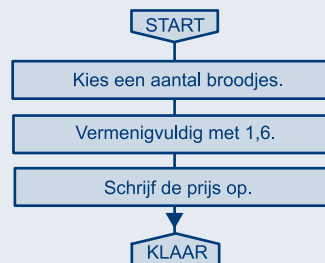 START
Kies een aantal broodjes.
Vermenigvuldig met 1,6.
Schrijf de prijs op.
KLAAR